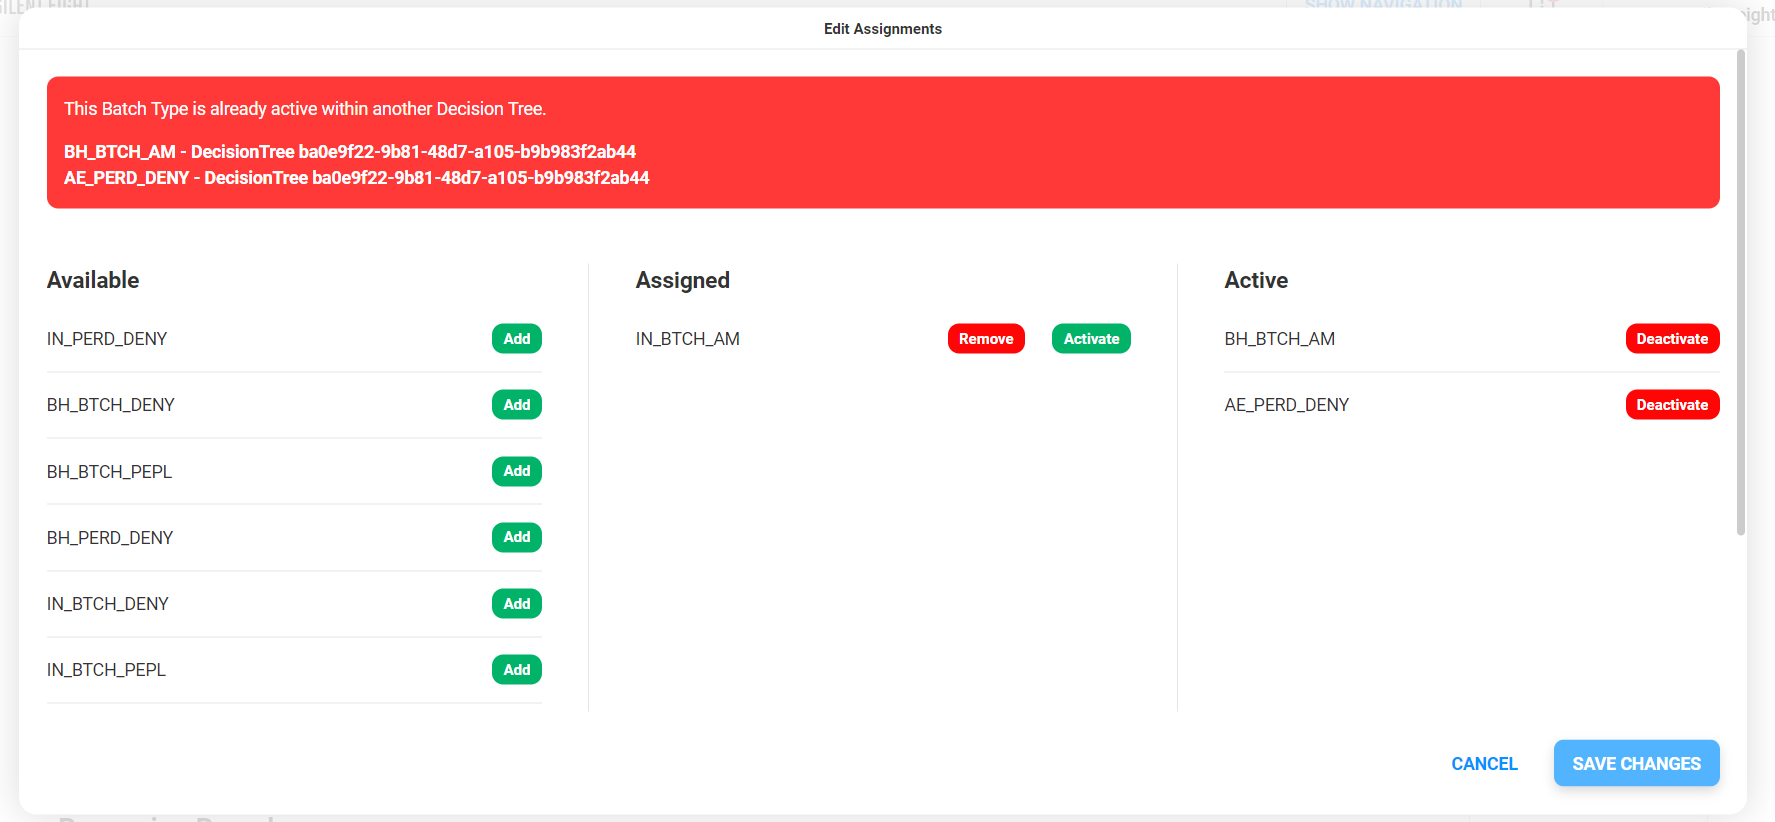 SHOW NAVIGATION
Edit Assignments
This Batch Type is already active within another Decision Tree.
BH_BTCH_AM - DecisionTree ba0e9f22-9b81-48d7-a105-b9b983f2ab44
AE_PERD_DENY - DecisionTree ba0e9f22-9b81-48d7-a105-b9b983f2ab44
Available
IN_PERD_DENY Add
BH_BTCH_DENY Add
BH_BTCH_PEPL Add
BH_PERD_DENY Add
IN_BTCH_DENY Add
IN_BTCH_PEPL Add
Assigned
IN_BTCH_AM Remove Activate
Active
BH_BTCH_AM Deactivate
AE_PERD_DENY Deactivate
CANCEL SAVE CHANGES